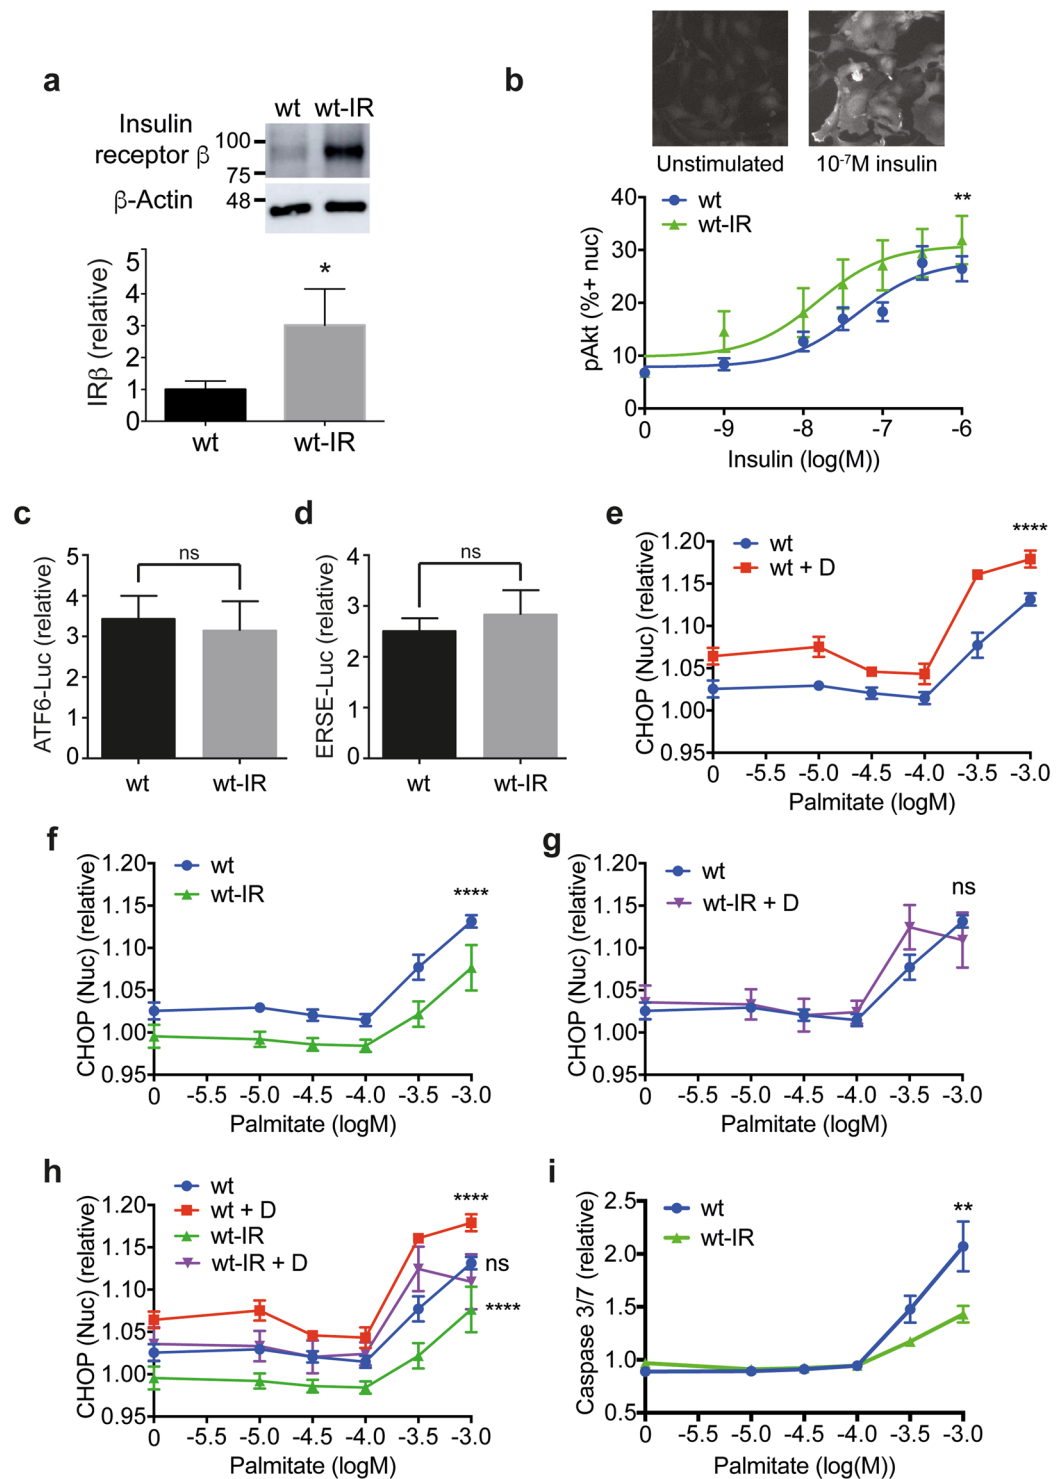 a
wt wt-IR
Insulin
receptor β
100
75
β-Actin
48
IRβ (relative)
5
4
3
2
1
0
*
wt
wt-IR
b
Unstimulated
10⁻⁷M insulin
pAkt (%+ nuc)
40
30
20
10
0
wt
wt-IR
**
0 -9 -8 -7 -6
Insulin (log(M))
c
ATF6-Luc (relative)
5
4
3
2
1
0
ns
wt
wt-IR
d
ERSE-Luc (relative)
4
3
2
1
0
ns
wt
wt-IR
e
CHOP (Nuc) (relative)
1.20
1.15
1.10
1.05
1.00
0.95
wt
wt + D
****
0 -5.5 -5.0 -4.5 -4.0 -3.5 -3.0
Palmitate (logM)
f
CHOP (Nuc) (relative)
1.20
1.15
1.10
1.05
1.00
0.95
wt
wt-IR
****
0 -5.5 -5.0 -4.5 -4.0 -3.5 -3.0
Palmitate (logM)
g
CHOP (Nuc) (relative)
1.20
1.15
1.10
1.05
1.00
0.95
wt
wt-IR + D
ns
0 -5.5 -5.0 -4.5 -4.0 -3.5 -3.0
Palmitate (logM)
h
CHOP (Nuc) (relative)
1.20
1.15
1.10
1.05
1.00
0.95
wt
wt + D
wt-IR
wt-IR + D
****
ns
****
0 -5.5 -5.0 -4.5 -4.0 -3.5 -3.0
Palmitate (logM)
i
Caspase 3/7 (relative)
2.5
2.0
1.5
1.0
0.5
wt
wt-IR
**
0 -5.5 -5.0 -4.5 -4.0 -3.5 -3.0
Palmitate (log(M))